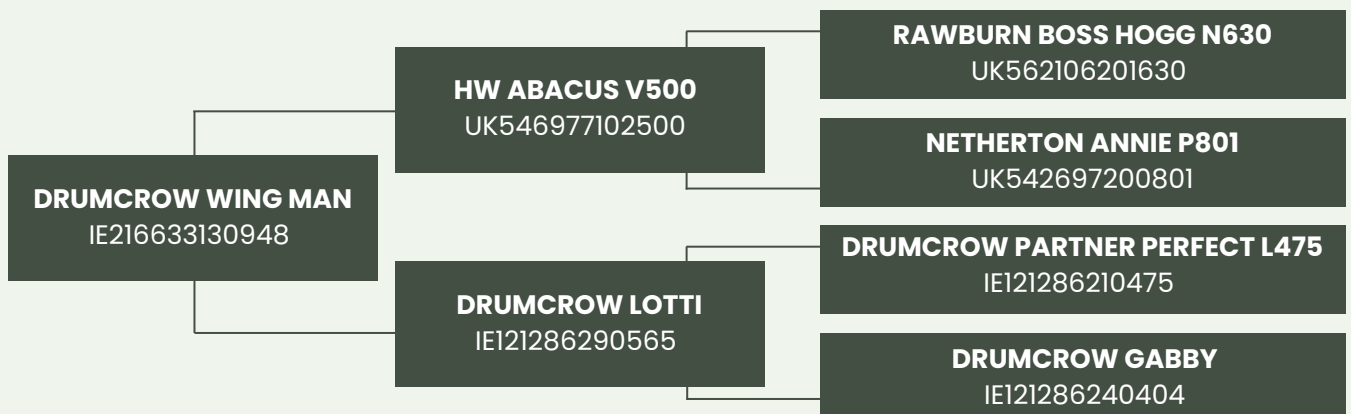 DRUMCROW WING MAN
IE216633130948
HW ABACUS V500
UK546977102500
DRUMCROW LOTTI
IE121286290565
RAWBURN BOSS HOGG N630
UK562106201630
NETHERTON ANNIE P801
UK542697200801
DRUMCROW PARTNER PERFECT L475
IE121286210475
DRUMCROW GABBY
IE121286240404